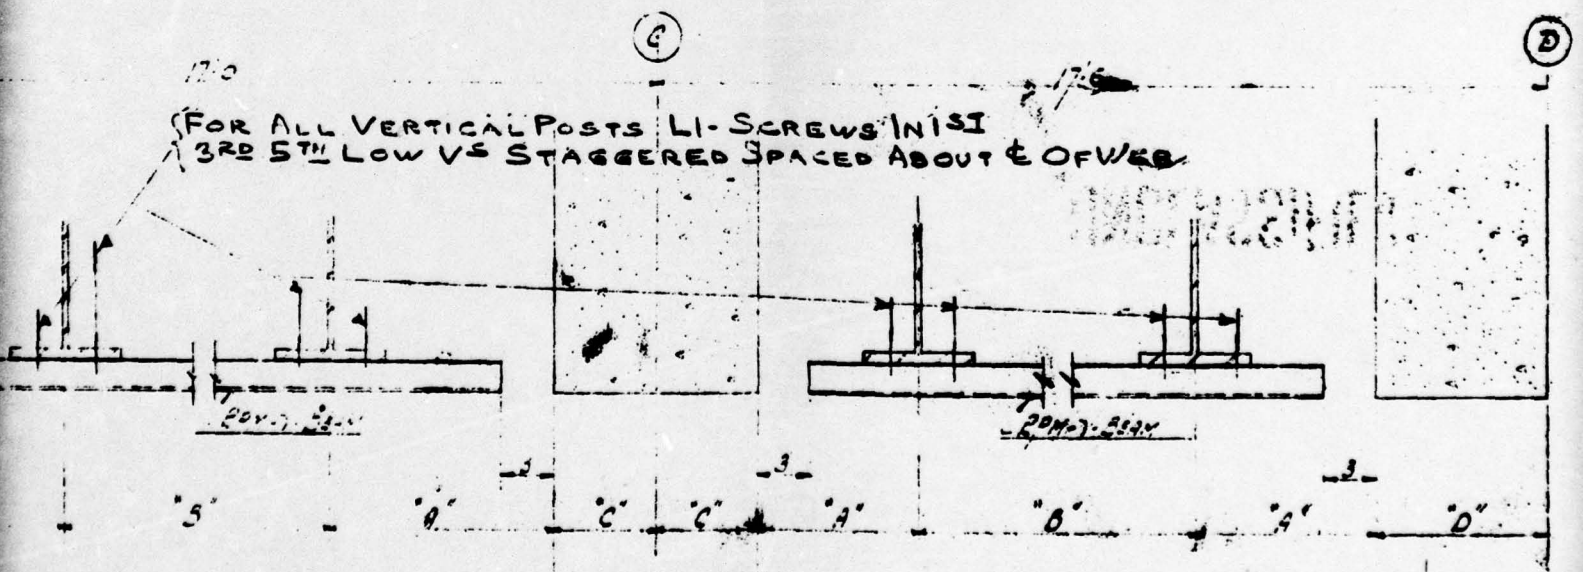 C
D
17'-0
17'-6
FOR ALL VERTICAL POSTS L1-SCREWS IN 1ST
3RD 5TH LOW VS STAGGERED SPACED ABOUT ℄ OF WEB
3
3
3
"A"
"C"
"C"
"A"
"B"
"A"
"D"